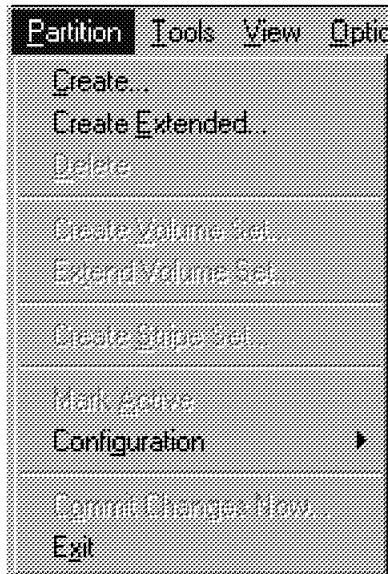 Partition Tools View Optic
Create...
Create Extended...
Delete
Create Volume Set...
Extend Volume Set...
Create Stripe Set...
Mark Active
Configuration
Commit Changes Now...
Exit